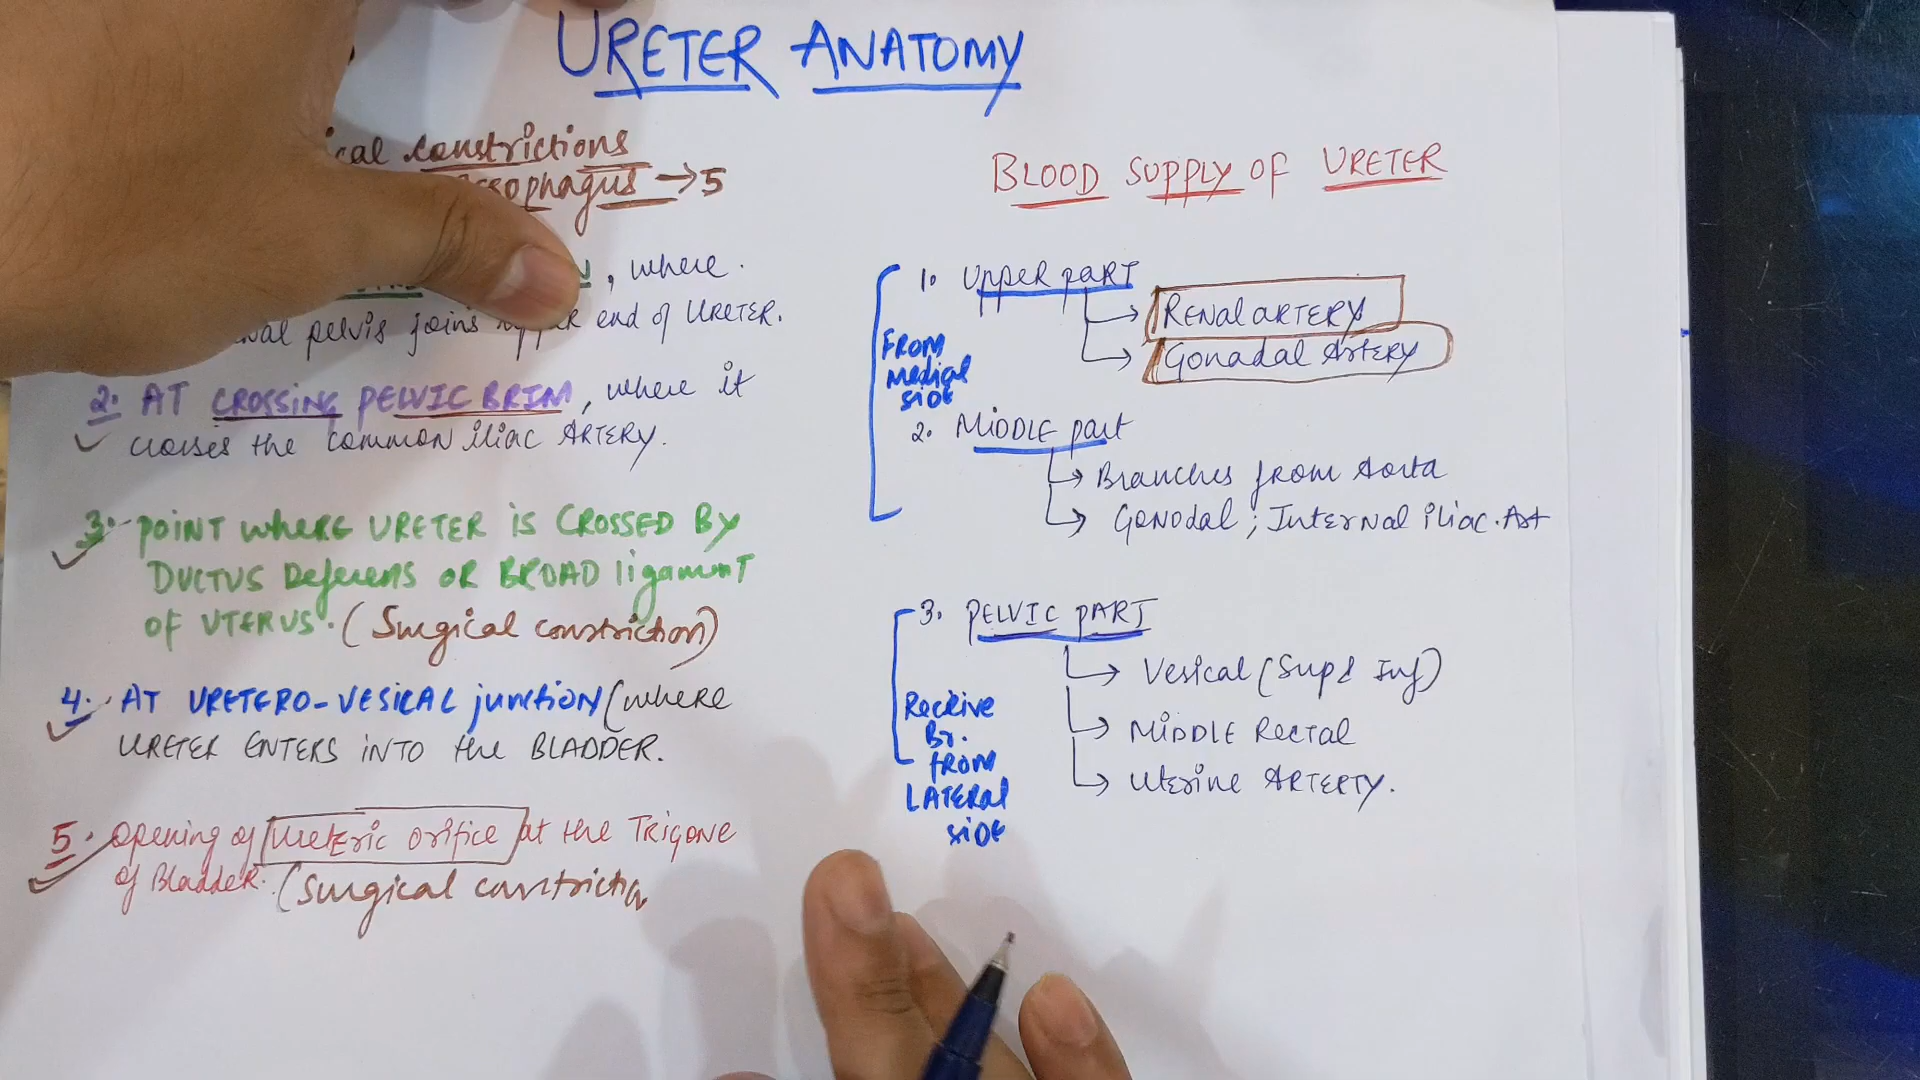 URETER ANATOMY
ical constrictions
esophagus → 5
, where
pelvis joins end of URETER.
2. AT CROSSING PELVIC BRIM, where it
crosses the common iliac ARTERY.
3. POINT where URETER is CROSSED By
DUCTUS Deferens OR BROAD ligament
of UTERUS. (Surgical constriction)
4. AT URETERO-VESICAL junction (where
URETER ENTERS INTO the BLADDER.
5. Opening of Ureteric orifice at the TRIGONE
of Bladder. (Surgical constriction
BLOOD SUPPLY OF URETER
1. Upper part
→ RENAL ARTERY
→ Gonadal Artery
FROM
Medial
side
2. MIDDLE part
→ Branches from Aorta
→ Gonodal ; Internal iliac. Art
3. PELVIC PART
→ Vesical (Sup & Inf)
→ MIDDLE Rectal
→ Uterine ARTERTY.
Receive
Br.
from
LATERAL
side